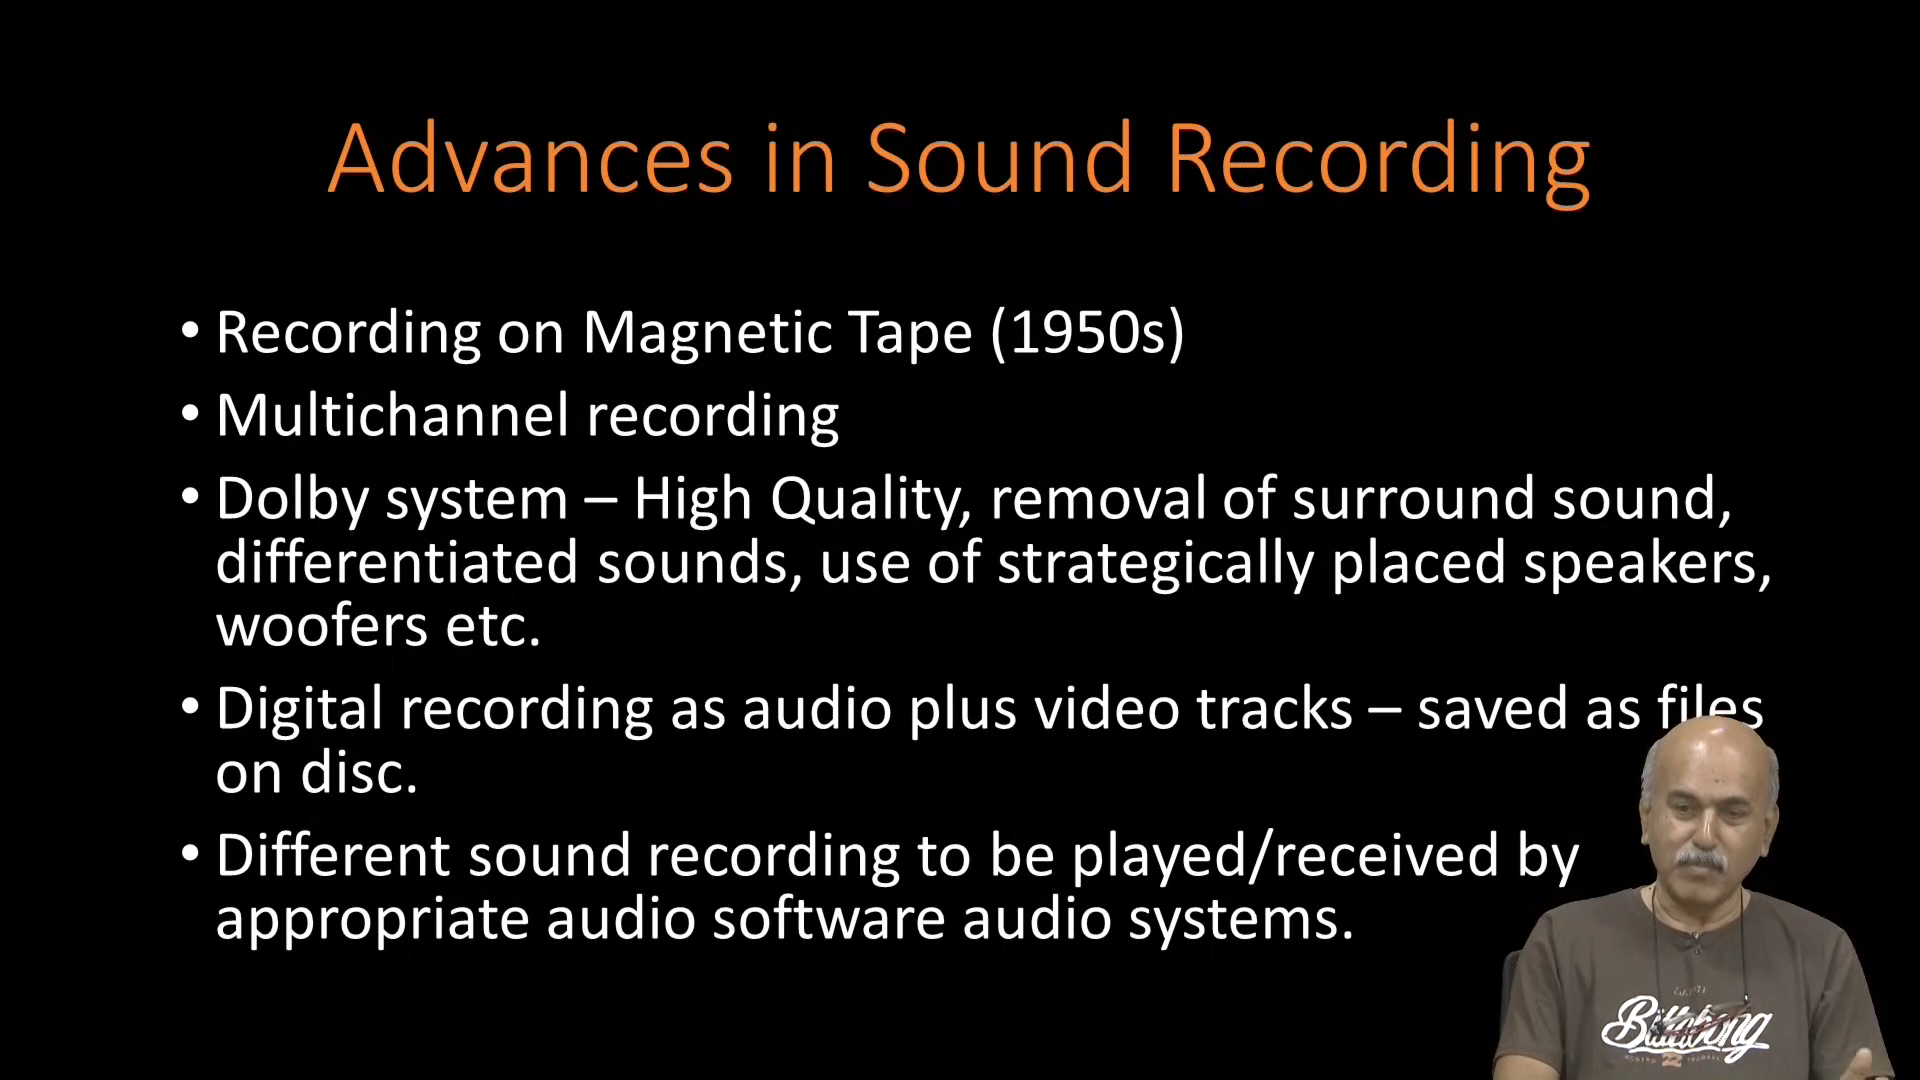 Advances in Sound Recording
• Recording on Magnetic Tape (1950s)
• Multichannel recording
• Dolby system – High Quality, removal of surround sound,
differentiated sounds, use of strategically placed speakers,
woofers etc.
• Digital recording as audio plus video tracks – saved as files
on disc.
• Different sound recording to be played/received by
appropriate audio software audio systems.
Billabong